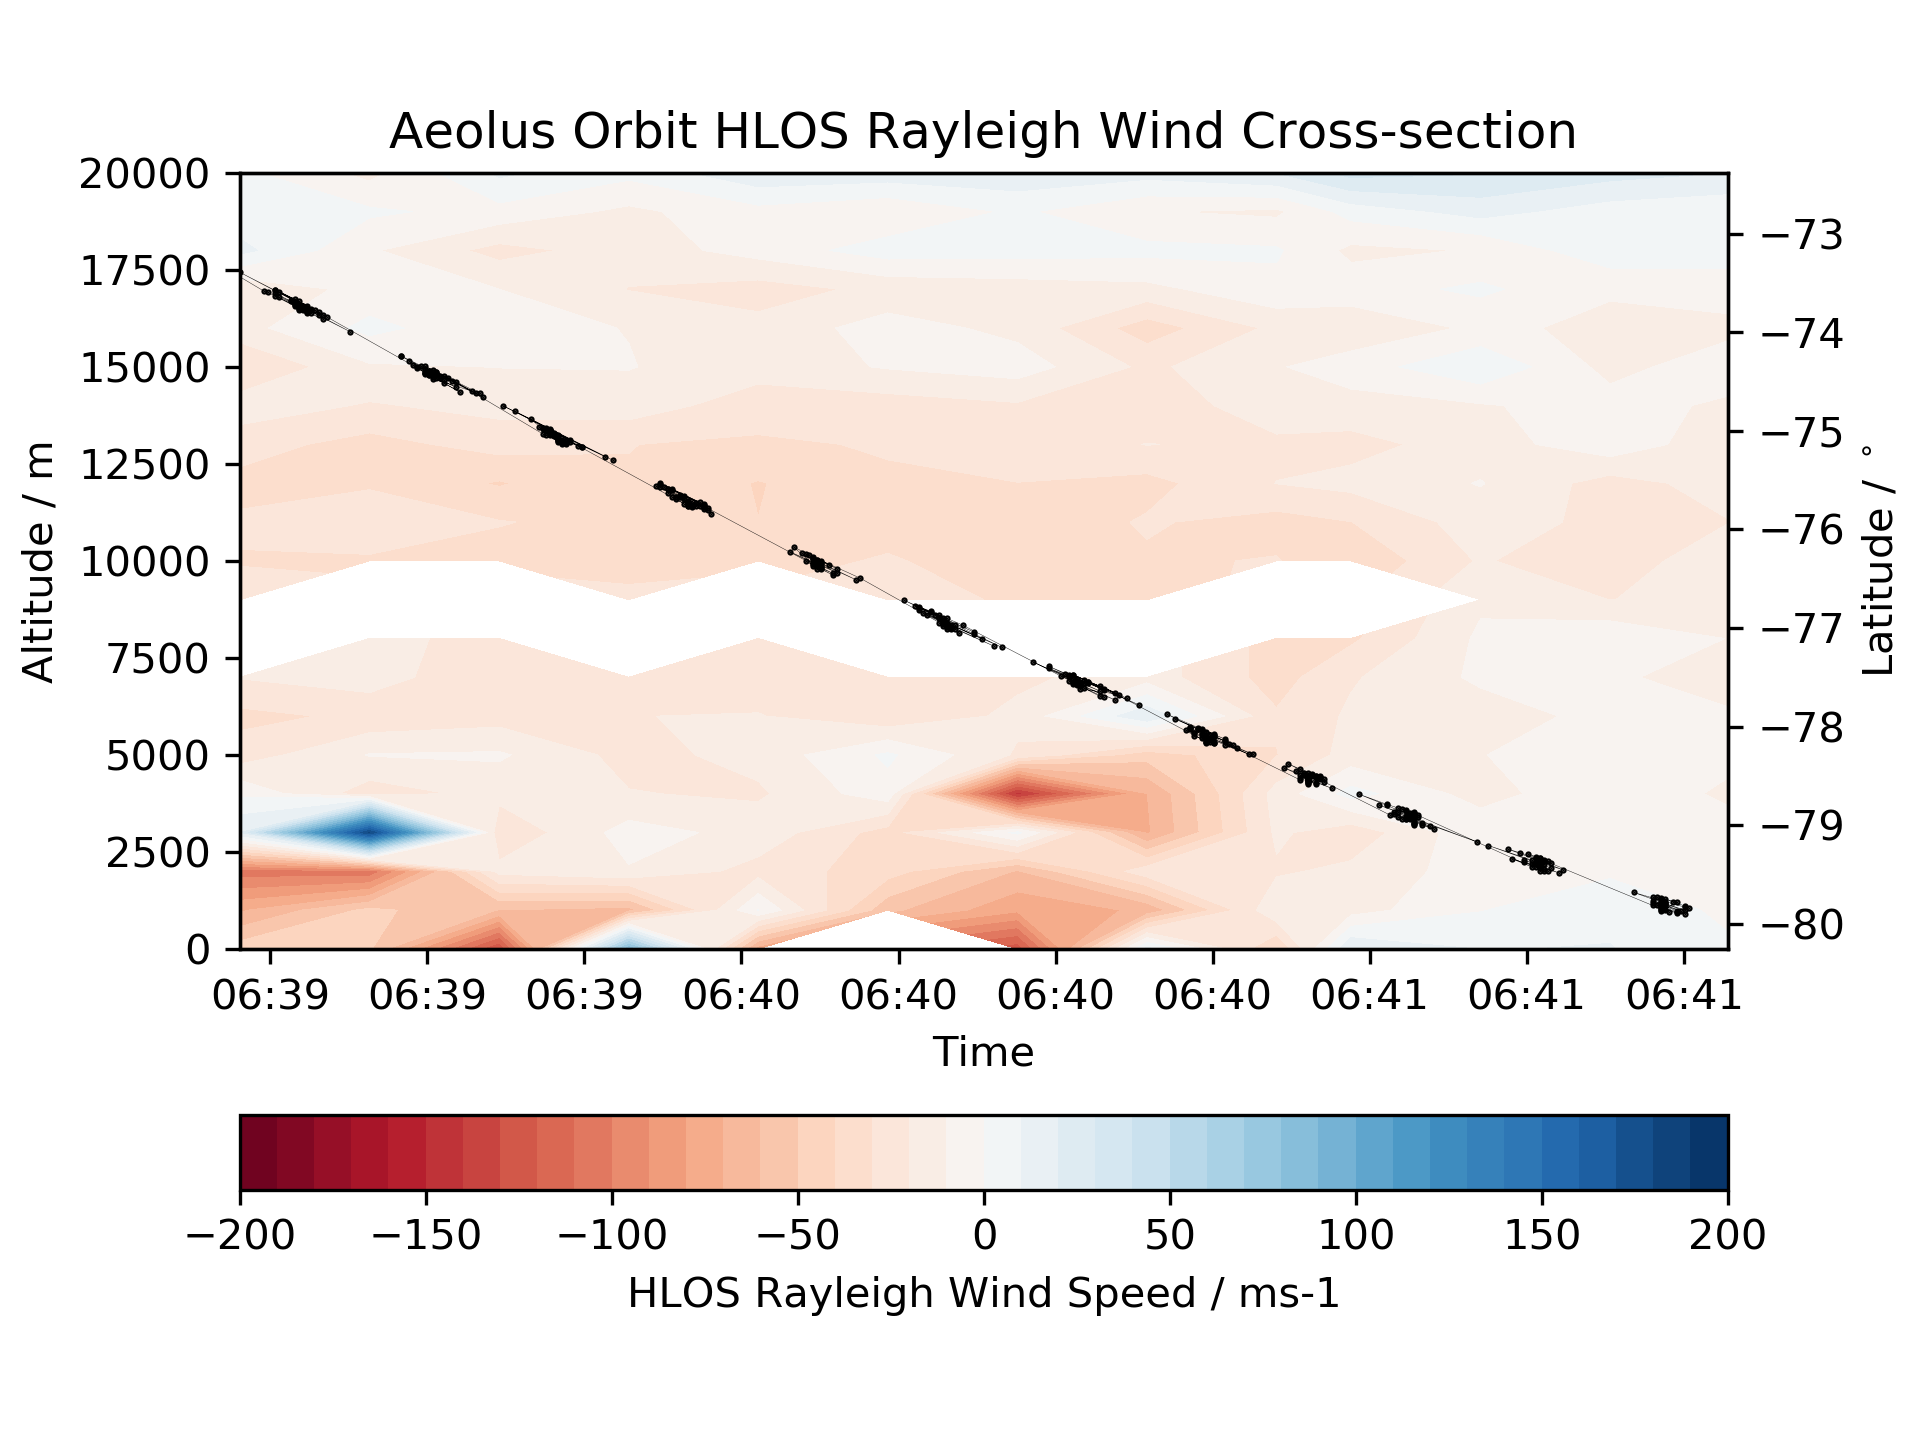 Aeolus Orbit HLOS Rayleigh Wind Cross-section
20000
17500
15000
12500
10000
7500
5000
2500
0
Altitude / m
−73
−74
−75
−76
−77
−78
−79
−80
Latitude / °
06:39 06:39 06:39 06:40 06:40 06:40 06:40 06:41 06:41 06:41
Time
−200 −150 −100 −50 0 50 100 150 200
HLOS Rayleigh Wind Speed / ms-1